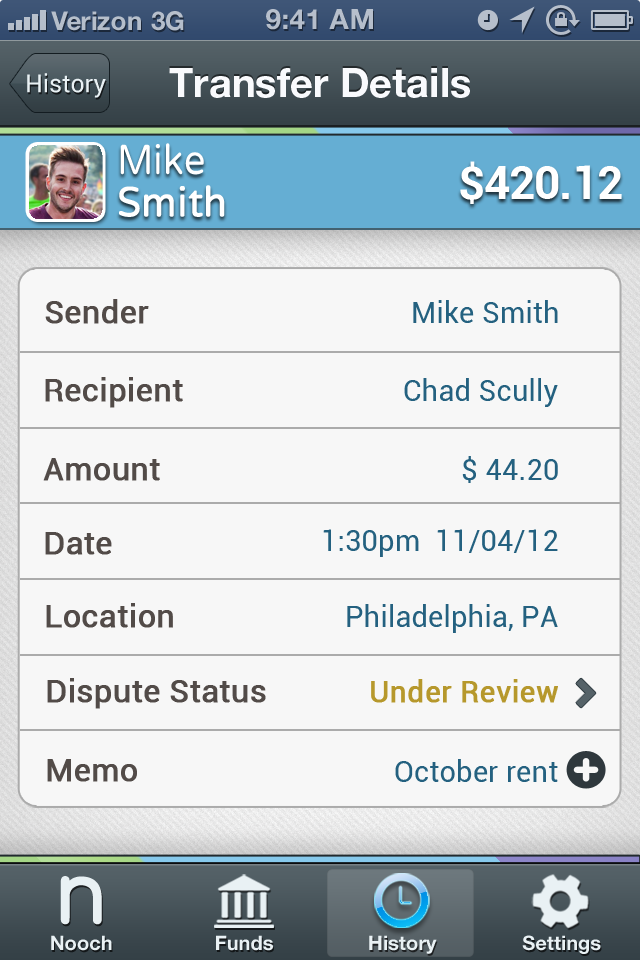 Verizon 3G 9:41 AM
History Transfer Details
Mike
Smith
$420.12
Sender Mike Smith
Recipient Chad Scully
Amount $ 44.20
Date 1:30pm 11/04/12
Location Philadelphia, PA
Dispute Status Under Review
Memo October rent
n
Nooch Funds History Settings